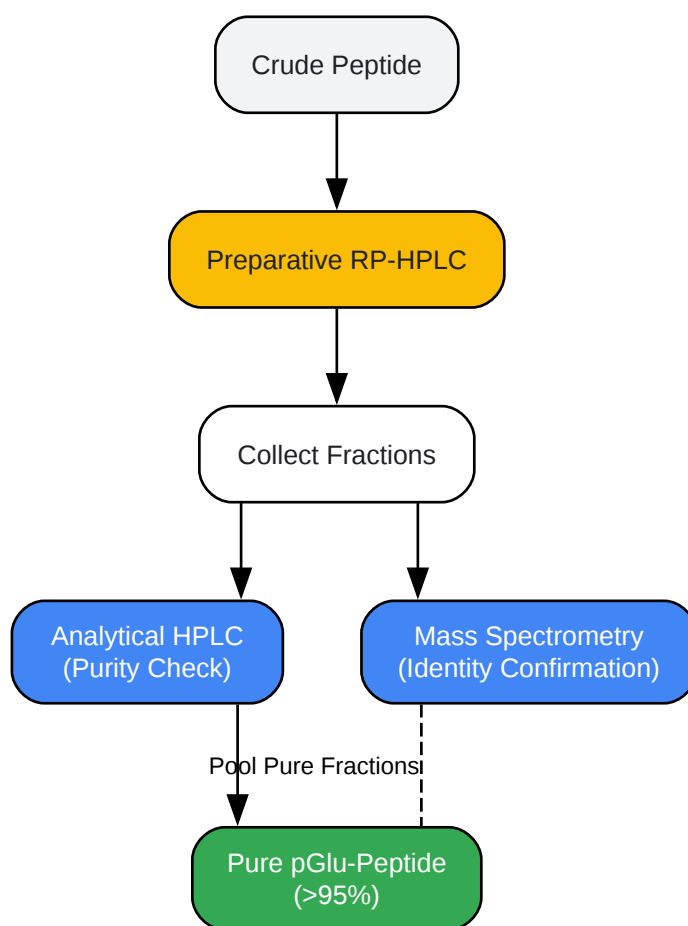 Crude Peptide
Preparative RP-HPLC
Collect Fractions
Analytical HPLC
(Purity Check)
Mass Spectrometry
(Identity Confirmation)
Pool Pure Fractions
Pure pGlu-Peptide
(>95%)